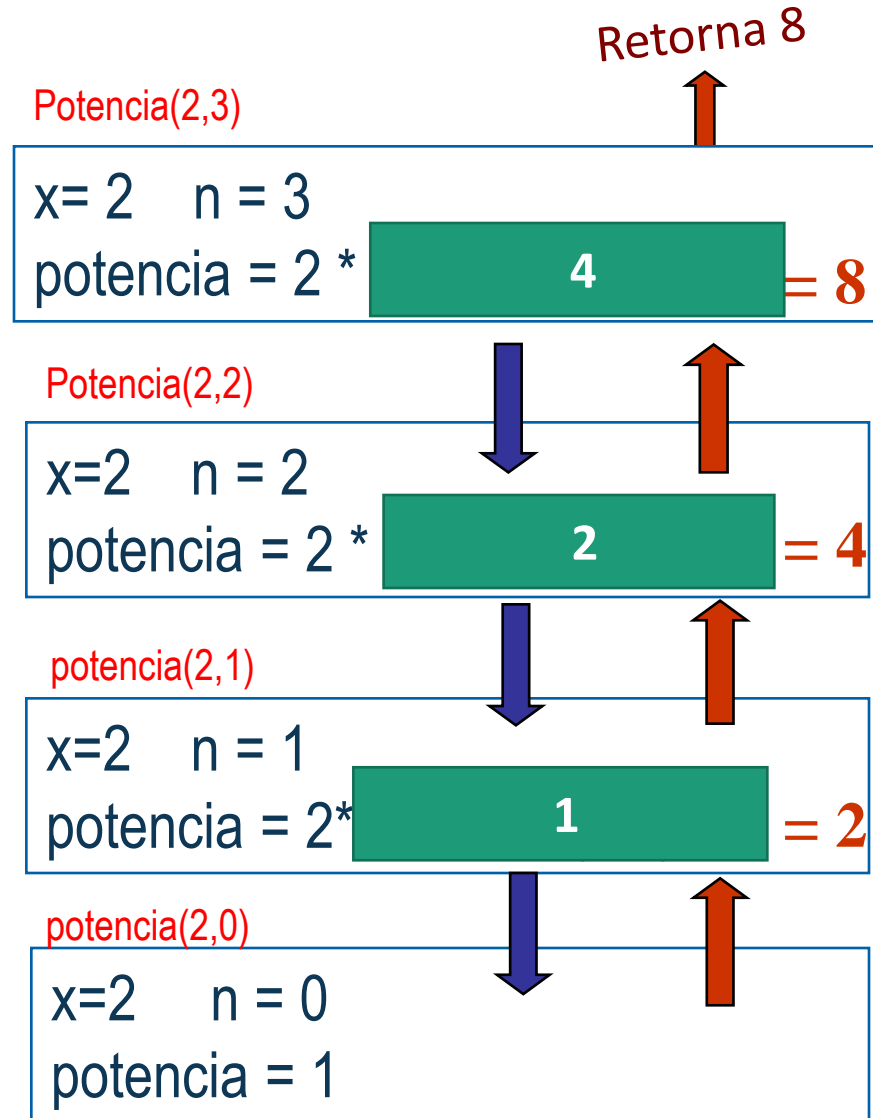 Retorna 8
Potencia(2,3)
x= 2 n = 3
potencia = 2 * 4 = 8
Potencia(2,2)
x=2 n = 2
potencia = 2 * 2 = 4
potencia(2,1)
x=2 n = 1
potencia = 2* 1 = 2
potencia(2,0)
x=2 n = 0
potencia = 1